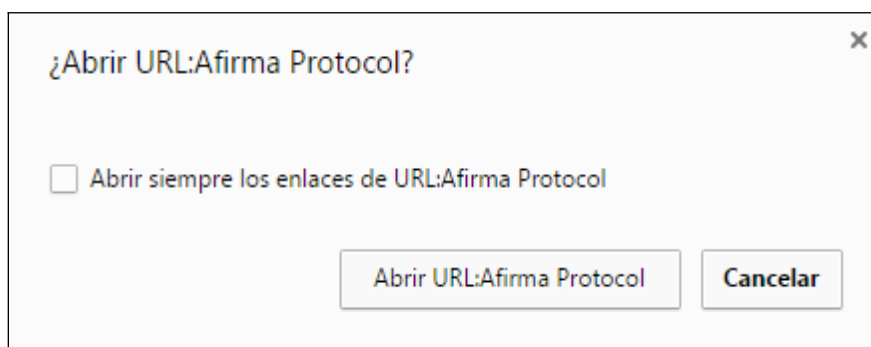 ¿Abrir URL:Afirma Protocol?
Abrir siempre los enlaces de URL:Afirma Protocol
Abrir URL:Afirma Protocol Cancelar